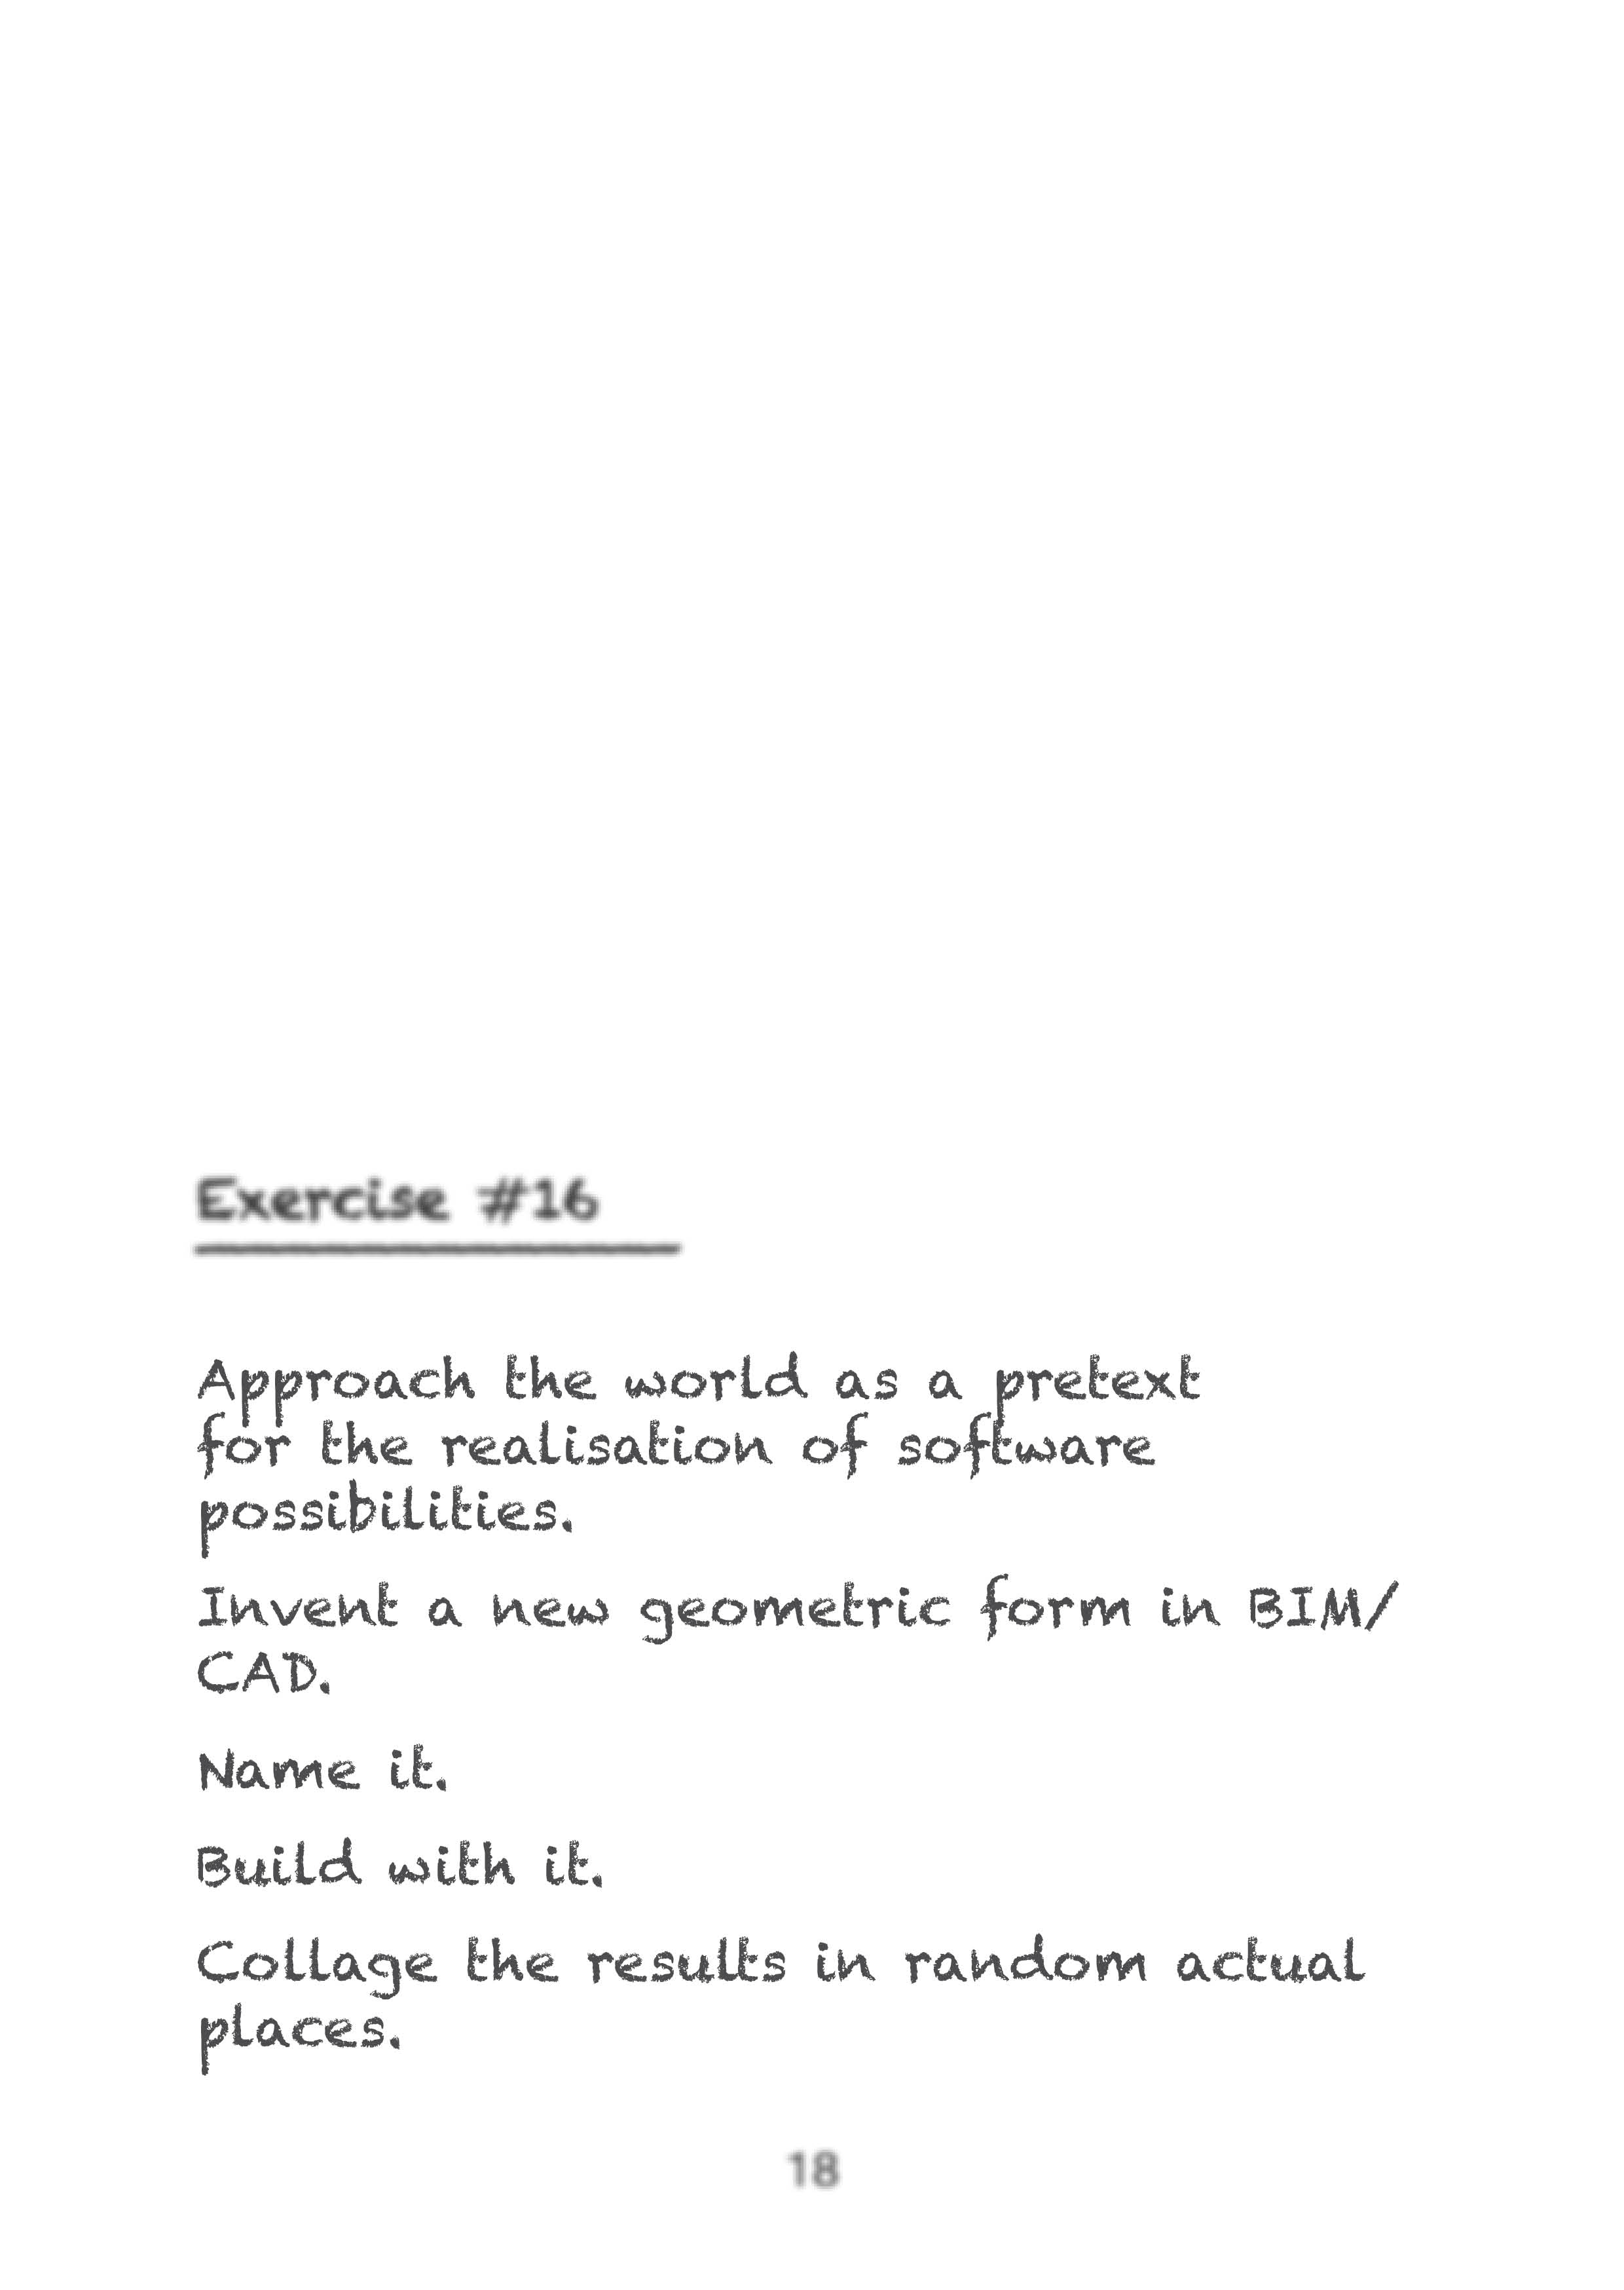 Exercise #16
Approach the world as a pretext
for the realisation of software
possibilities.
Invent a new geometric form in BIM/
CAD.
Name it.
Build with it.
Collage the results in random actual
places.
18